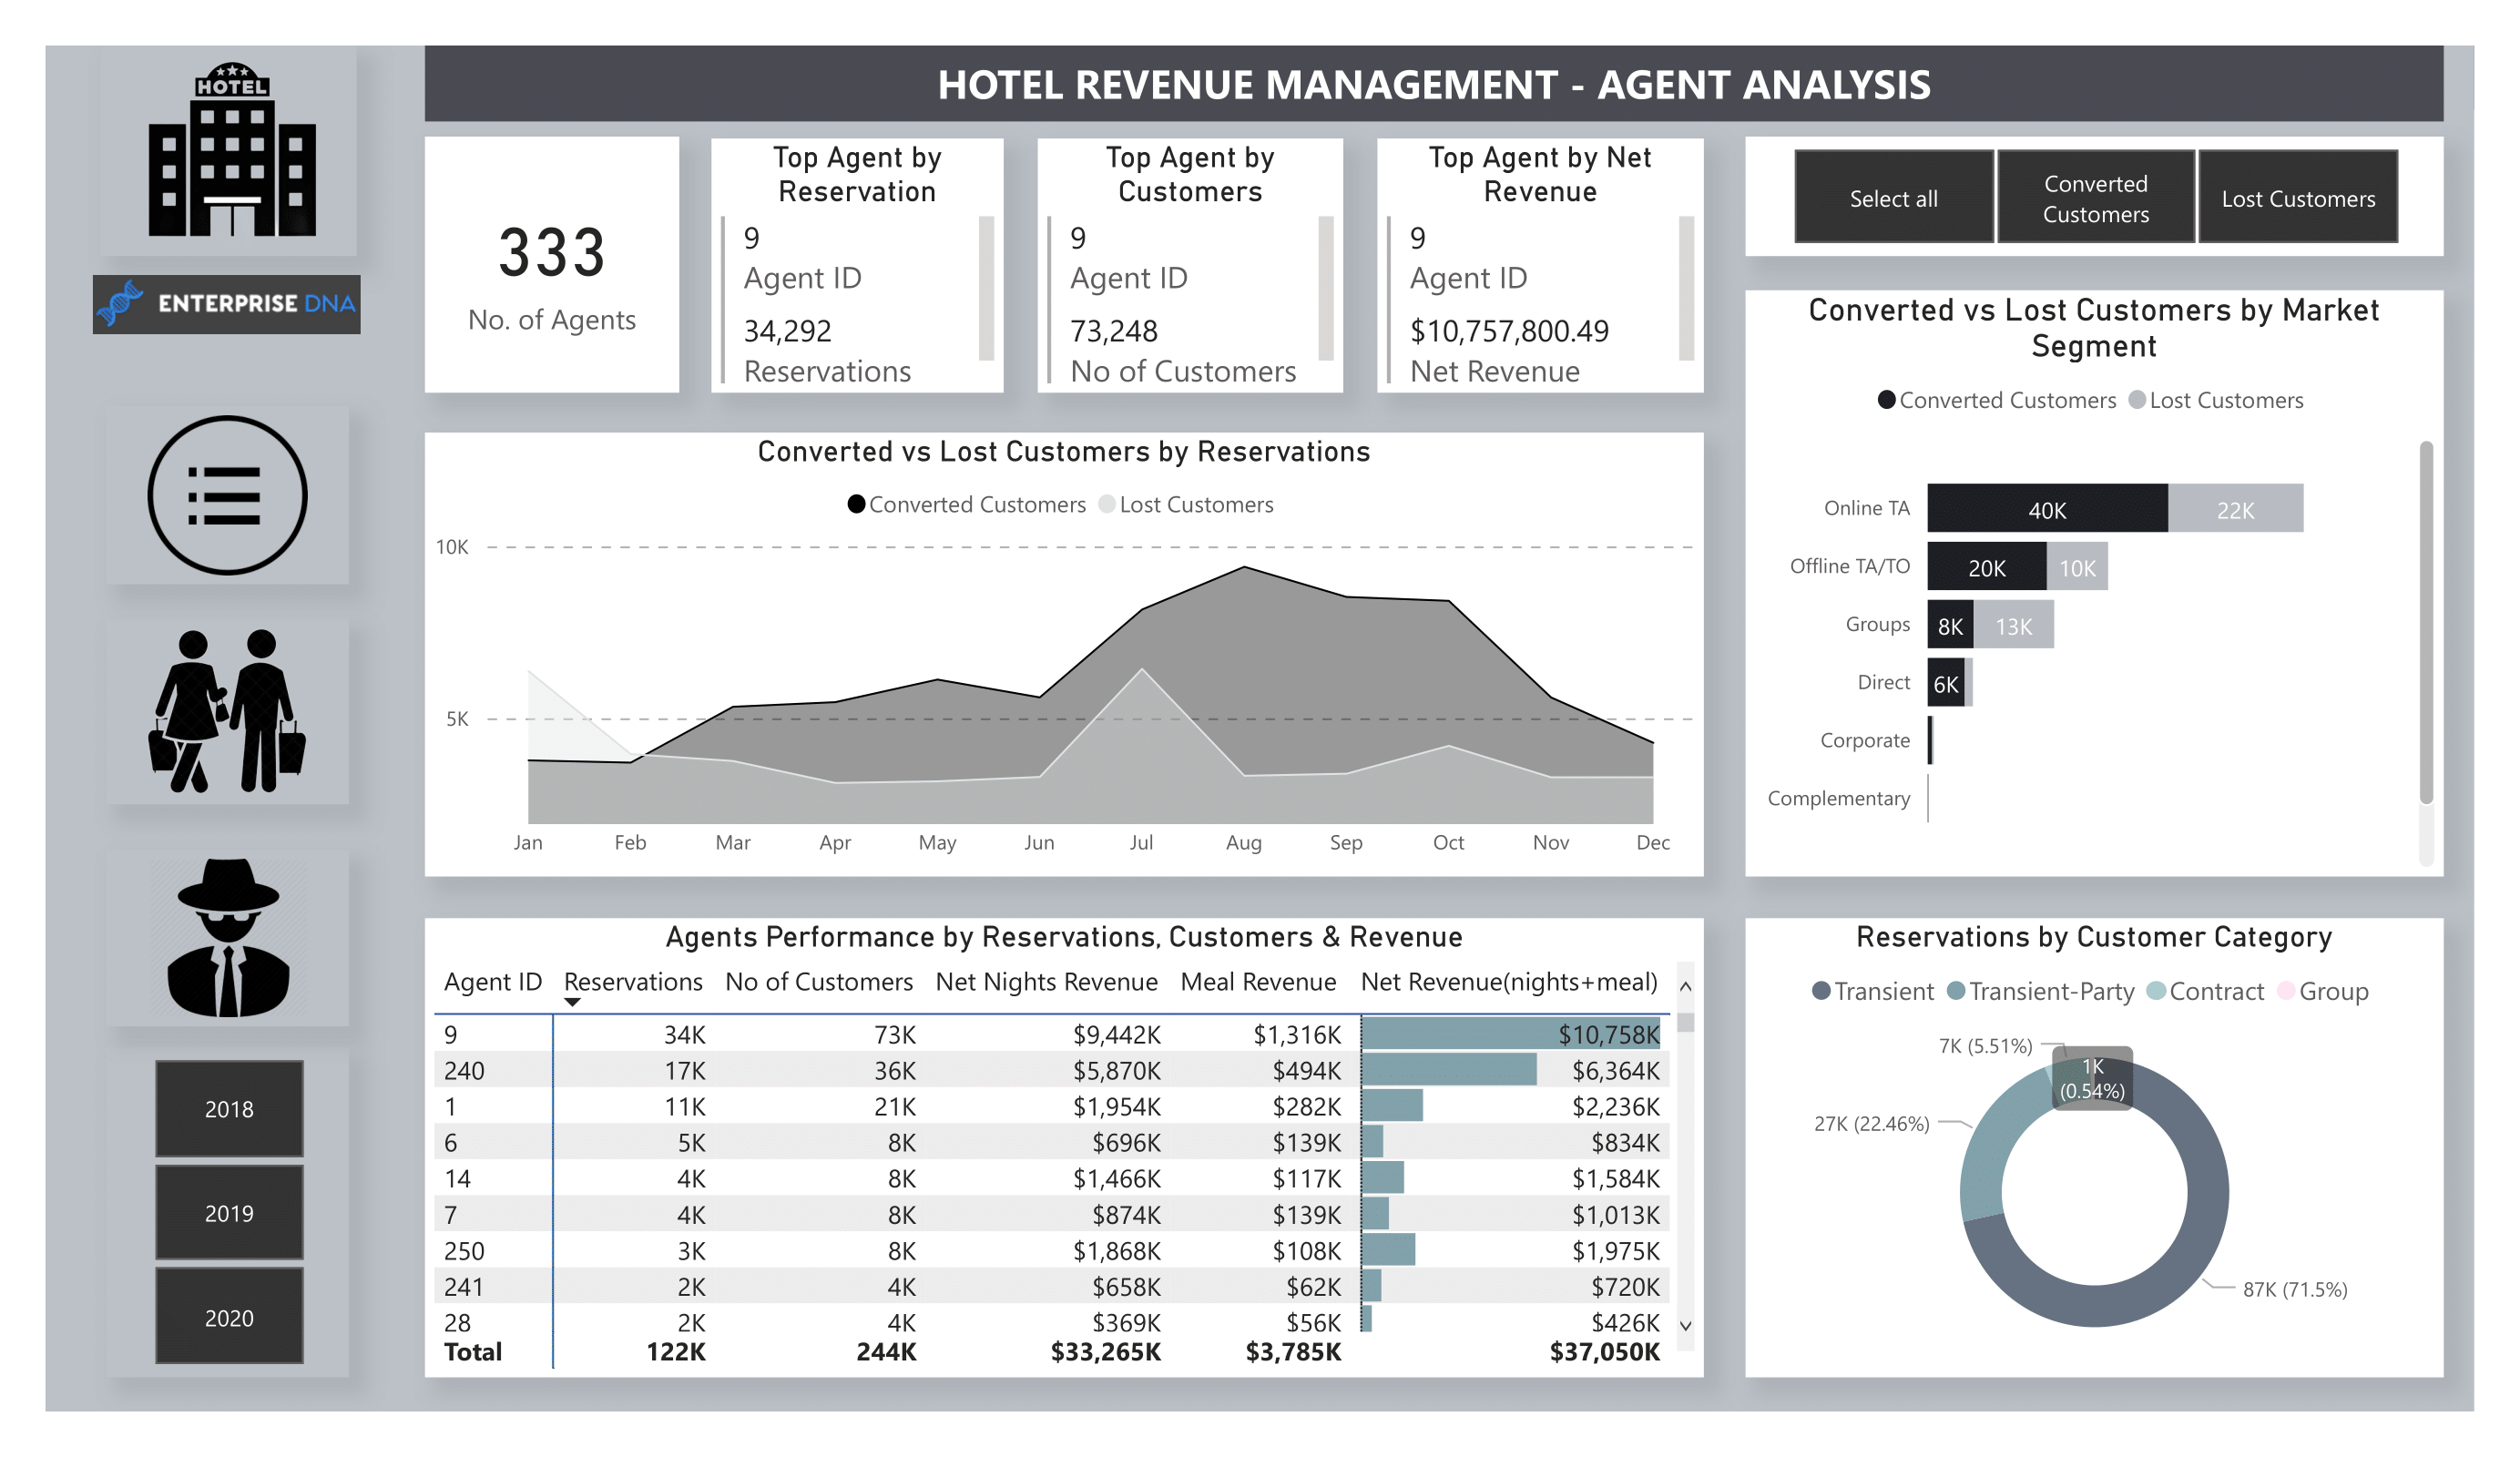 HOTEL
ENTERPRISE DNA
2018
2019
2020
HOTEL REVENUE MANAGEMENT - AGENT ANALYSIS
333
No. of Agents
Top Agent by
Reservation
9
Agent ID
34,292
Reservations
Top Agent by
Customers
9
Agent ID
73,248
No of Customers
Top Agent by Net
Revenue
9
Agent ID
$10,757,800.49
Net Revenue
Select all
Converted
Customers
Lost Customers
Converted vs Lost Customers by Reservations
Converted Customers Lost Customers
10K
5K
Jan Feb Mar Apr May Jun Jul Aug Sep Oct Nov Dec
Converted vs Lost Customers by Market
Segment
Converted Customers Lost Customers
Online TA 40K 22K
Offline TA/TO 20K 10K
Groups 8K 13K
Direct 6K
Corporate
Complementary
Agents Performance by Reservations, Customers & Revenue
Agent ID Reservations No of Customers Net Nights Revenue Meal Revenue Net Revenue(nights+meal)
9 34K 73K $9,442K $1,316K $10,758K
240 17K 36K $5,870K $494K $6,364K
1 11K 21K $1,954K $282K $2,236K
6 5K 8K $696K $139K $834K
14 4K 8K $1,466K $117K $1,584K
7 4K 8K $874K $139K $1,013K
250 3K 8K $1,868K $108K $1,975K
241 2K 4K $658K $62K $720K
28 2K 4K $369K $56K $426K
Total 122K 244K $33,265K $3,785K $37,050K
Reservations by Customer Category
Transient Transient-Party Contract Group
7K (5.51%)
1K
(0.54%)
27K (22.46%)
87K (71.5%)